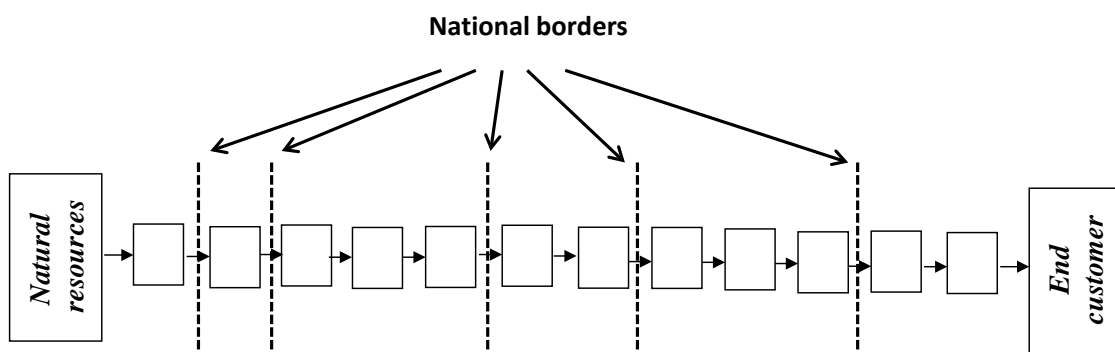 National borders
Natural
resources
End
customer